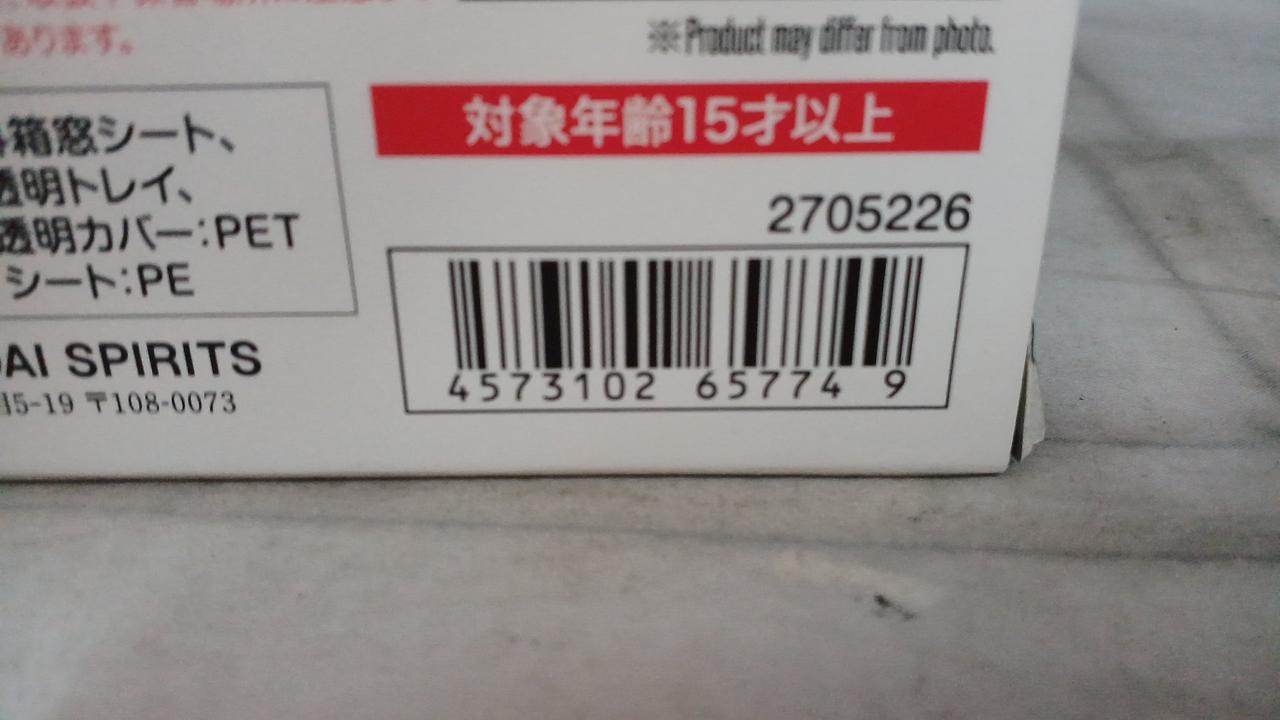 あります。
※Product may differ from photo.
対象年齢15才以上
箱窓シート、
透明トレイ、
透明カバー:PET
シート:PE
2705226
4573102 65774 9
AI SPIRITS
5-19 〒108-0073